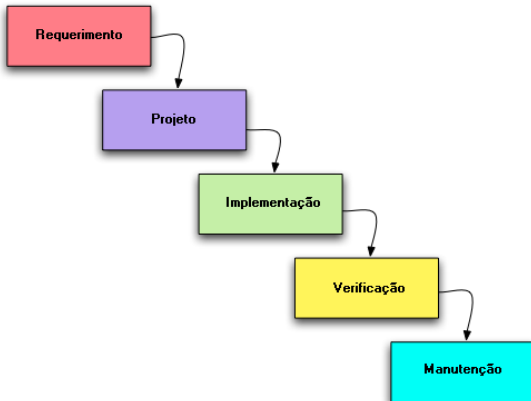 Requerimento
Projeto
Implementação
Verificação
Manutenção